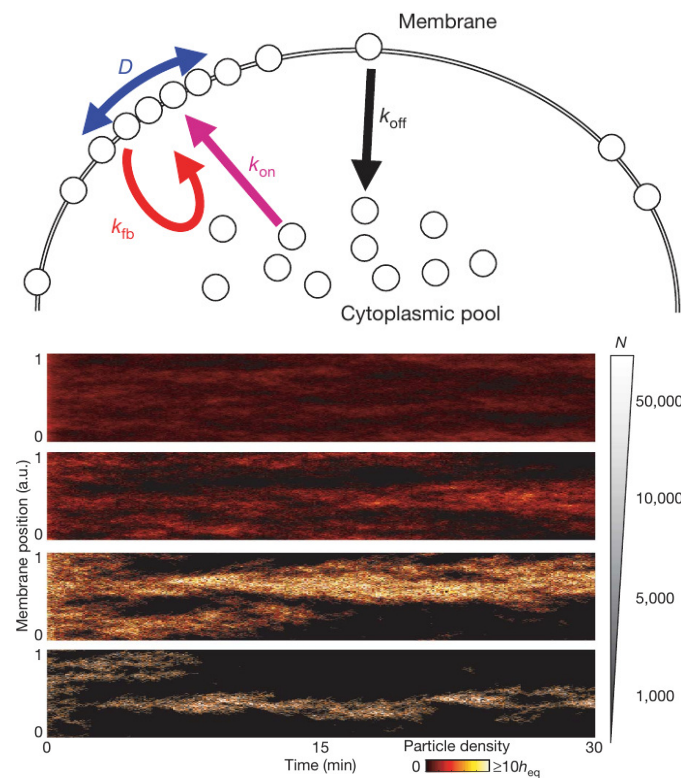 Membrane
D
k_off
k_on
k_fb
Cytoplasmic pool
N
1
0
50,000
1
0
10,000
1
0
5,000
1
0
1,000
Membrane position (a.u.)
0 15 30
Time (min)
Particle density
0 ≥10h_eq